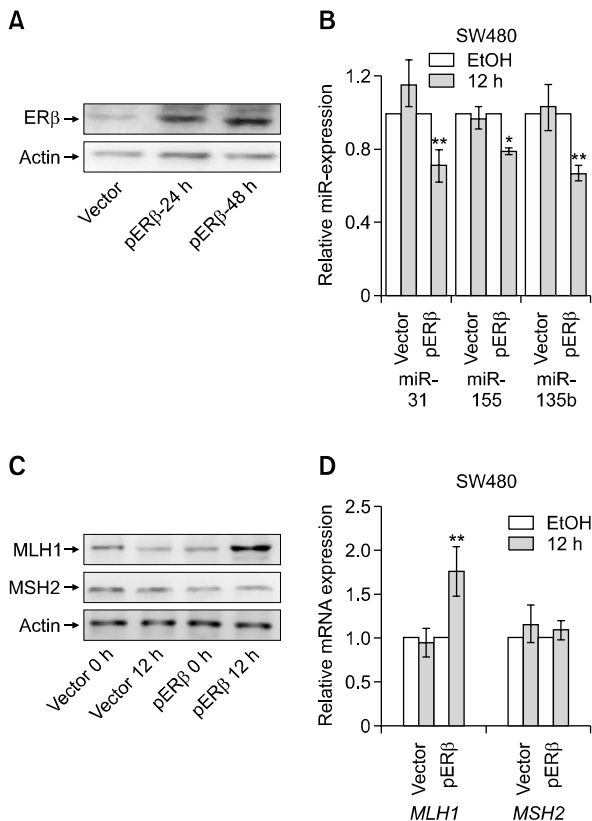 A
ERβ
Actin
Vector
pERβ-24 h
pERβ-48 h
B
SW480
EtOH
12 h
Relative miR-expression
1.2
0.8
0.4
0
**
*
**
Vector
pERβ
Vector
pERβ
Vector
pERβ
miR-
31
miR-
155
miR-
135b
C
MLH1
MSH2
Actin
Vector 0 h
Vector 12 h
pERβ 0 h
pERβ 12 h
D
SW480
EtOH
12 h
Relative mRNA expression
2.5
2.0
1.5
1.0
0.5
0
**
Vector
pERβ
Vector
pERβ
MLH1
MSH2